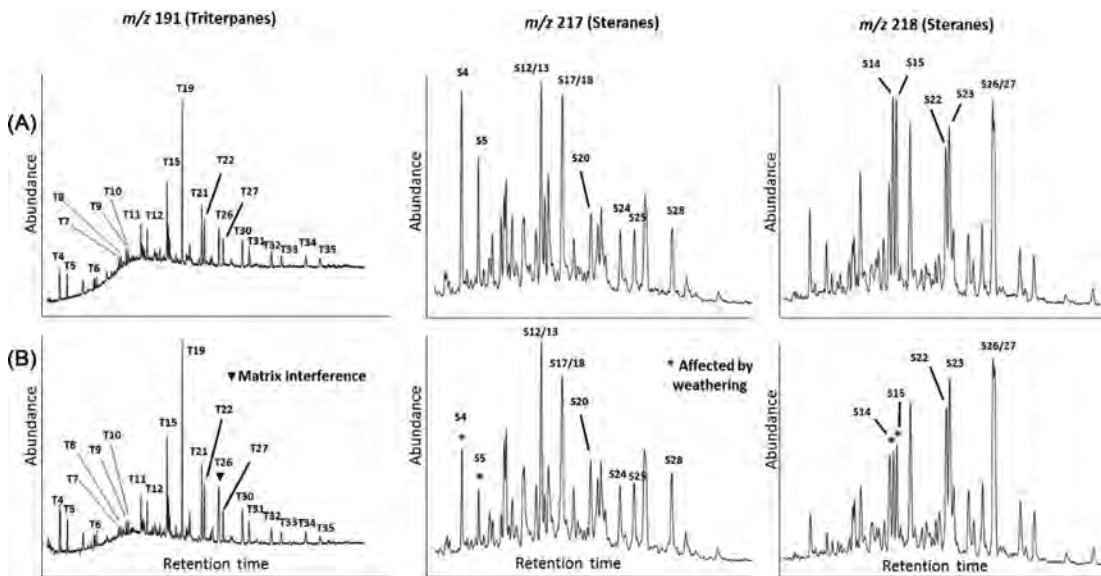 m/z 191 (Triterpanes)
m/z 217 (Steranes)
m/z 218 (Steranes)
(A)
Abundance
T4
T5
T6
T7
T8
T9
T10
T11
T12
T15
T19
T21
T22
T26
T27
T30
T31
T32
T33
T34
T35
Abundance
S4
S5
S12/13
S17/18
S20
S24
S25
S28
Abundance
S14
S15
S22
S23
S26/27
(B)
Abundance
T4
T5
T6
T7
T8
T9
T10
T11
T12
T15
T19
▼ Matrix interference
T21
T22
T26
▼
T27
T30
T31
T32
T33
T34
T35
Retention time
Abundance
S4
*
S5
*
S12/13
S17/18
S20
S24
S25
S28
* Affected by
weathering
Retention time
Abundance
S14
*
S15
*
S22
S23
S26/27
Retention time